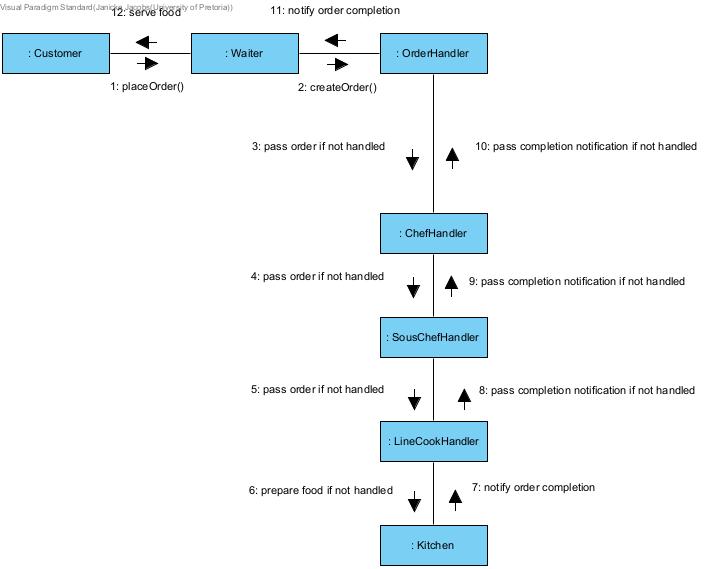 Visual Paradigm Standard(Janicke Jacobs(University of Pretoria))
12: serve food
11: notify order completion
: Customer
: Waiter
: OrderHandler
1: placeOrder()
2: createOrder()
3: pass order if not handled
10: pass completion notification if not handled
: ChefHandler
4: pass order if not handled
9: pass completion notification if not handled
: SousChefHandler
5: pass order if not handled
8: pass completion notification if not handled
: LineCookHandler
6: prepare food if not handled
7: notify order completion
: Kitchen